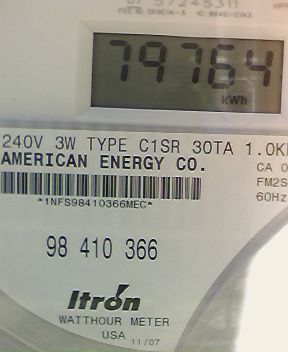 79764
kWh
240V 3W TYPE C1SR 30TA 1.0K
AMERICAN ENERGY CO.
CA 0
FM2S
60Hz
*1NFS98410366MEC*
98 410 366
Itrón
WATTHOUR METER
USA 11/07